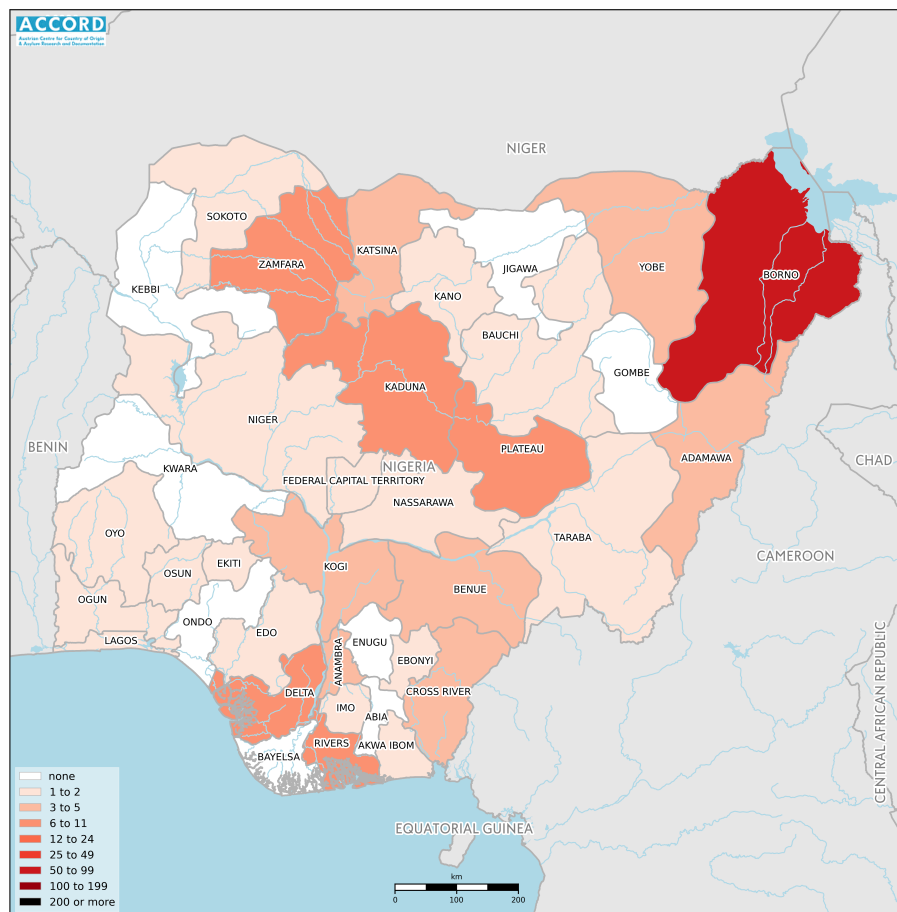 ACCORD
Austrian Centre for Country of Origin
& Asylum Research and Documentation
NIGER
SOKOTO
KATSINA
ZAMFARA
JIGAWA
YOBE
BORNO
KEBBI
KANO
BAUCHI
GOMBE
KADUNA
NIGER
BENIN
PLATEAU
ADAMAWA
CHAD
KWARA
NIGERIA
FEDERAL CAPITAL TERRITORY
NASSARAWA
OYO
TARABA
CAMEROON
EKITI
KOGI
OSUN
BENUE
OGUN
ONDO
EDO
LAGOS
ENUGU
ANAMBRA
EBONYI
CENTRAL AFRICAN REPUBLIC
DELTA
CROSS RIVER
IMO
ABIA
RIVERS
AKWA IBOM
BAYELSA
none
1 to 2
3 to 5
6 to 11
12 to 24
25 to 49
50 to 99
100 to 199
200 or more
EQUATORIAL GUINEA
km
0 100 200